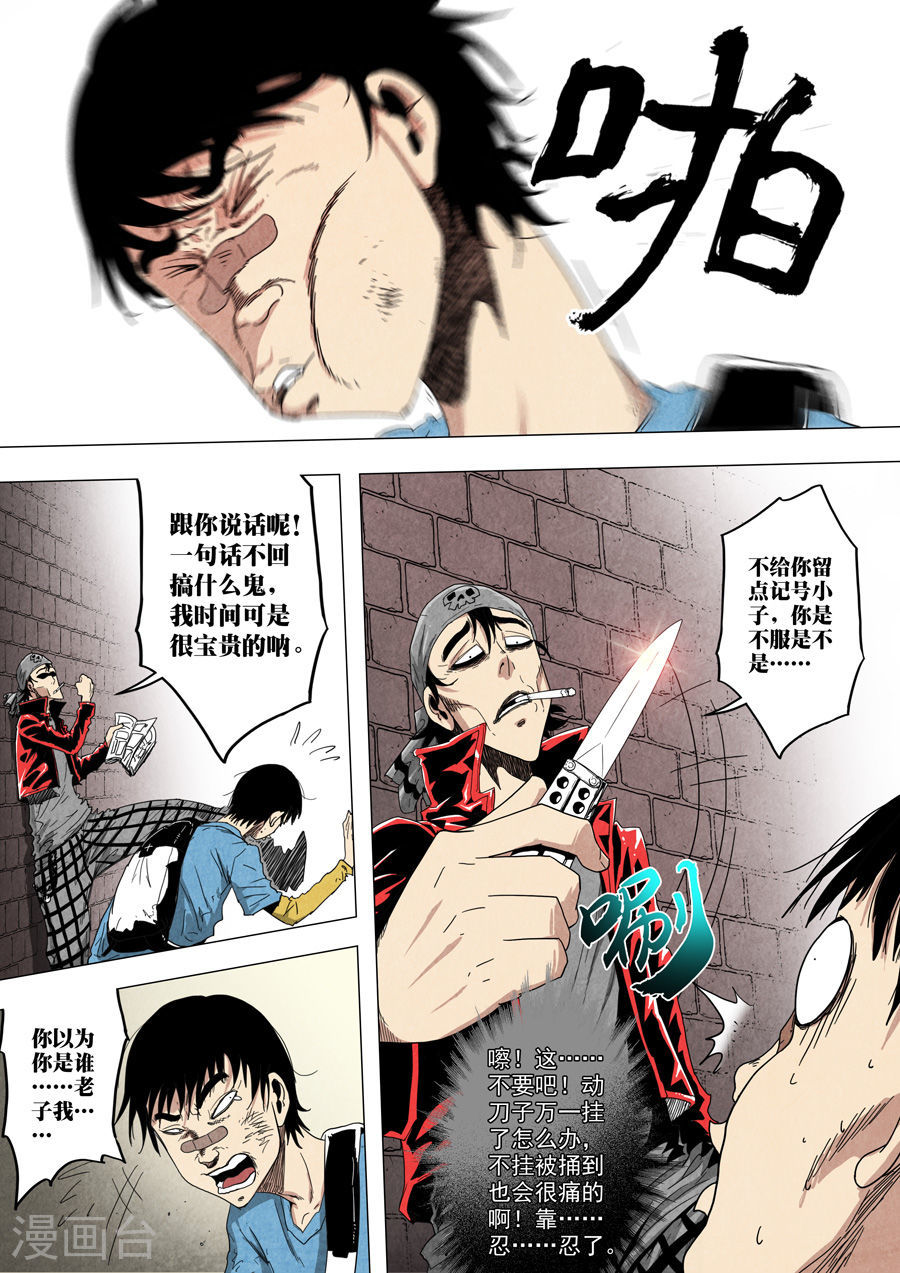 啪
跟你说话呢！
一句话不回
搞什么鬼，
我时间可是
很宝贵的呐。
你以为
你是谁
……老
子我…
……
不给你留
点记号小
子，你是
不服是不
是……
唰
嚓！这……
不要吧！动
刀子万一挂
了怎么办，
不挂被捅到
也会很痛的
啊！靠……
忍……忍了。
漫画台